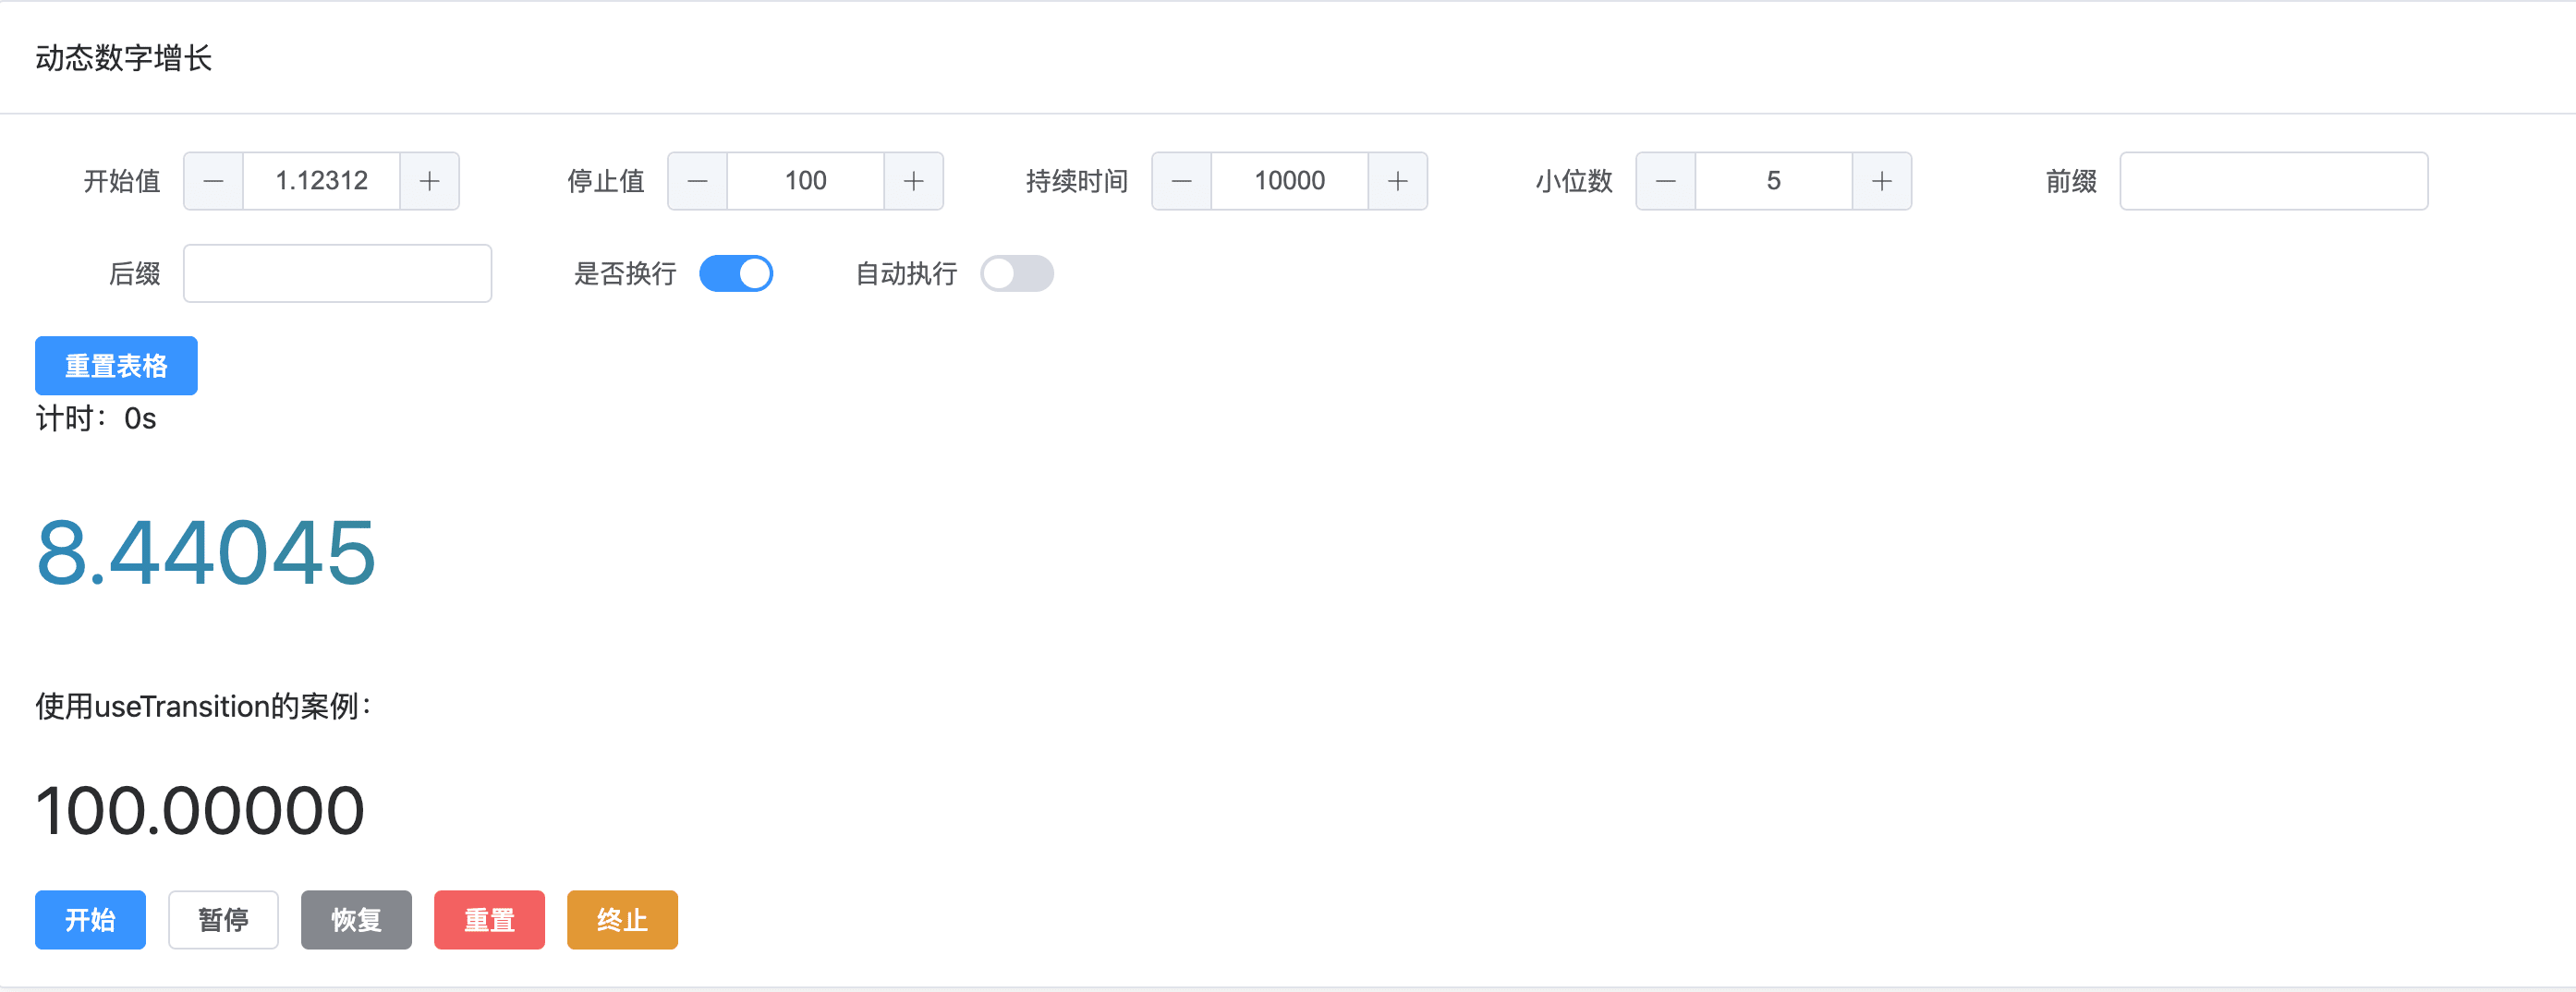 动态数字增长
开始值 1.12312 停止值 100 持续时间 10000 小位数 5 前缀
后缀 是否换行 自动执行
重置表格
计时：0s
8.44045
使用useTransition的案例：
100.00000
开始 暂停 恢复 重置 终止